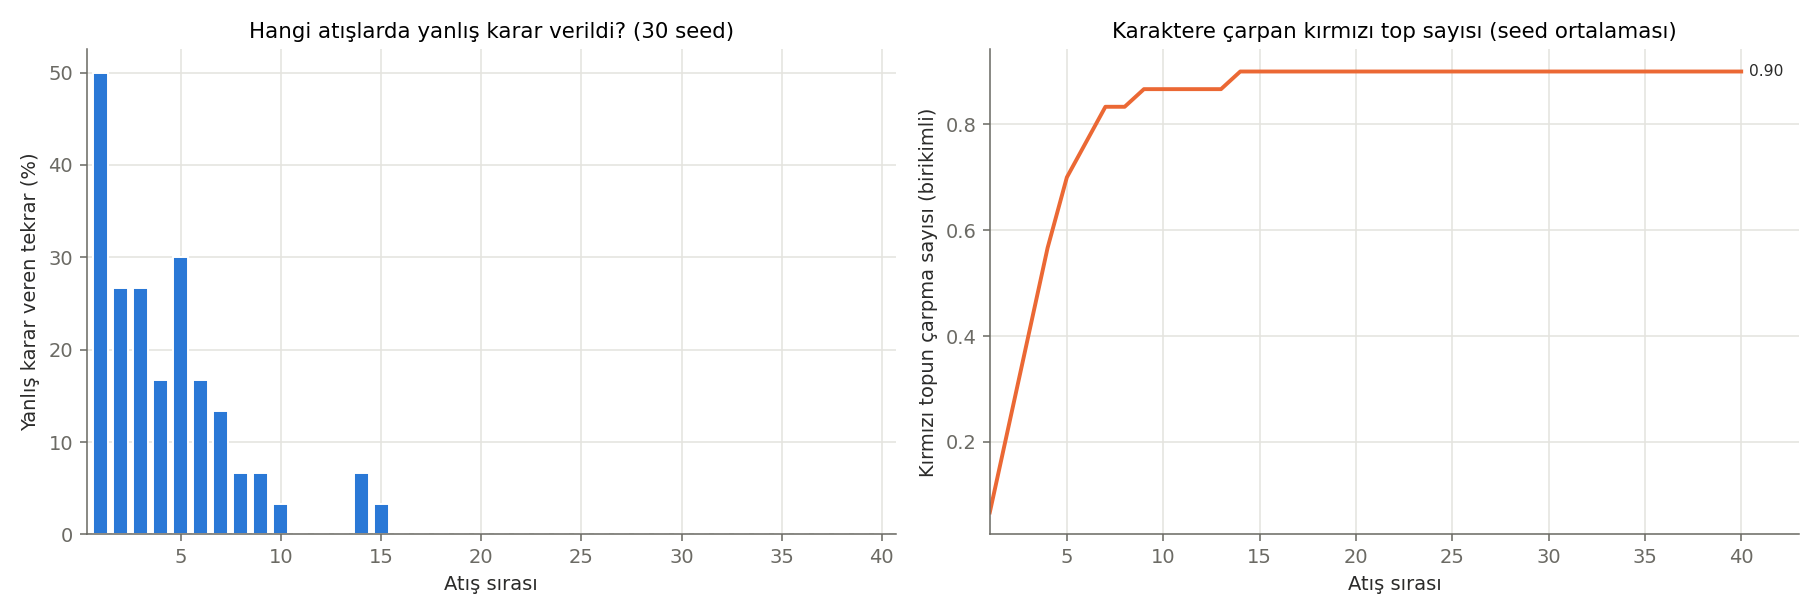 Hangi atışlarda yanlış karar verildi? (30 seed)
Yanlış karar veren tekrar (%)
50
40
30
20
10
0
5 10 15 20 25 30 35 40
Atış sırası
Karaktere çarpan kırmızı top sayısı (seed ortalaması)
Kırmızı topun çarpma sayısı (birikimli)
0.8
0.6
0.4
0.2
0.90
5 10 15 20 25 30 35 40
Atış sırası